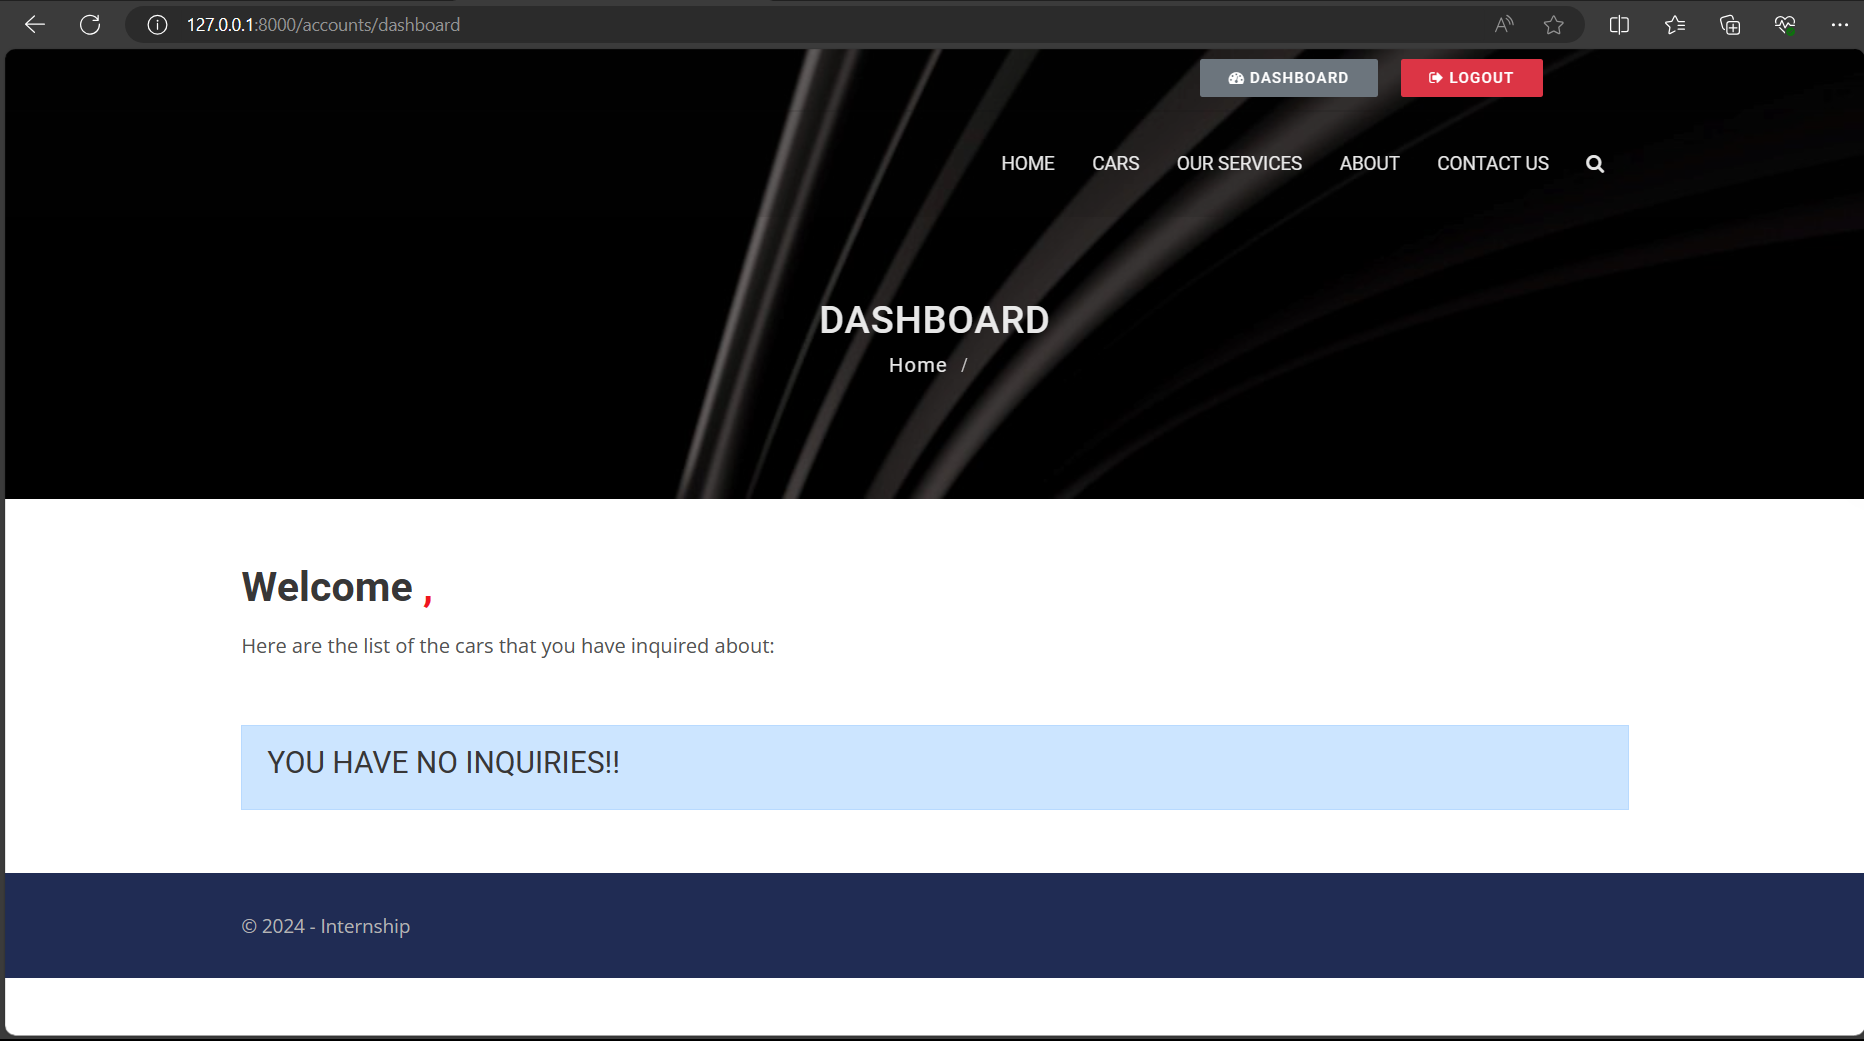 127.0.0.1:8000/accounts/dashboard
DASHBOARD LOGOUT
HOME CARS OUR SERVICES ABOUT CONTACT US
DASHBOARD
Home /
Welcome ,
Here are the list of the cars that you have inquired about:
YOU HAVE NO INQUIRIES!!
© 2024 - Internship